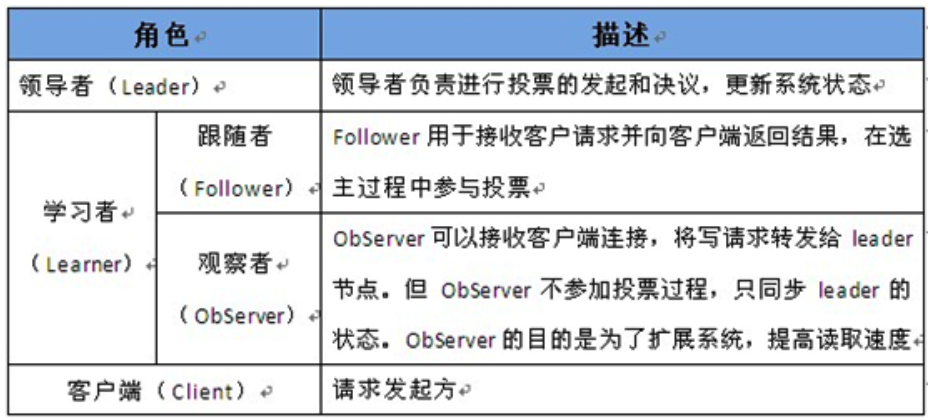 角色
描述
领导者（Leader）
领导者负责进行投票的发起和决议，更新系统状态
学习者
（Learner）
跟随者
（Follower）
Follower 用于接收客户请求并向客户端返回结果，在选
主过程中参与投票
观察者
（ObServer）
ObServer 可以接收客户端连接，将写请求转发给 leader
节点。但 ObServer 不参加投票过程，只同步 leader 的
状态。ObServer 的目的是为了扩展系统，提高读取速度
客户端（Client）
请求发起方